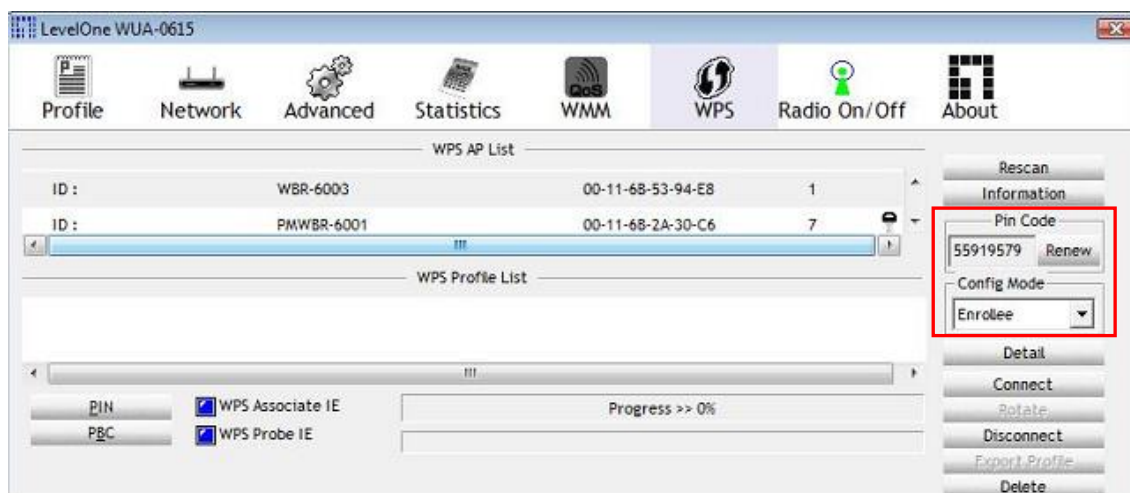 LevelOne WUA-0615
Profile Network Advanced Statistics QoS WMM WPS Radio On/Off About
WPS AP List
ID : WBR-6003 00-11-6B-53-94-E8 1
ID : PMWBR-6001 00-11-6B-2A-30-C6 7
WPS Profile List
Rescan
Information
Pin Code
55919579 Renew
Config Mode
Enrollee
Detail
Connect
Rotate
Disconnect
Export Profile
Delete
PIN WPS Associate IE Progress >> 0%
PBC WPS Probe IE